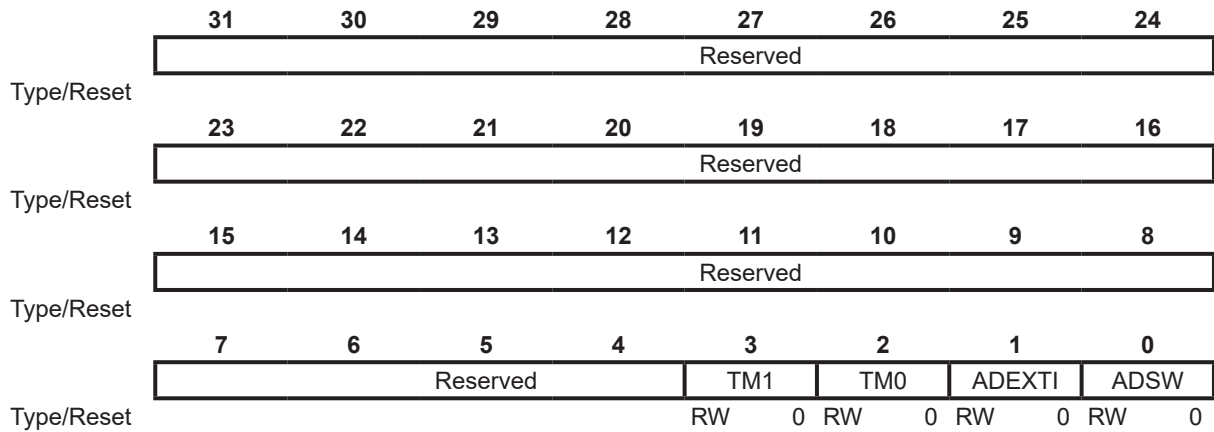 31 30 29 28 27 26 25 24
Reserved
Type/Reset
23 22 21 20 19 18 17 16
Reserved
Type/Reset
15 14 13 12 11 10 9 8
Reserved
Type/Reset
7 6 5 4 3 2 1 0
Reserved TM1 TM0 ADEXTI ADSW
Type/Reset RW 0 RW 0 RW 0 RW 0